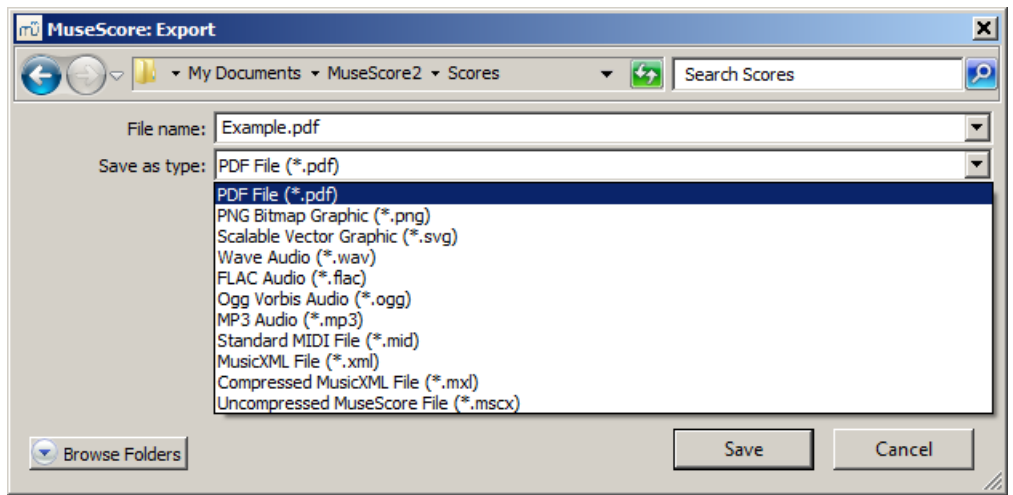 mü MuseScore: Export
My Documents MuseScore2 Scores Search Scores
File name: Example.pdf
Save as type: PDF File (*.pdf)
PDF File (*.pdf)
PNG Bitmap Graphic (*.png)
Scalable Vector Graphic (*.svg)
Wave Audio (*.wav)
FLAC Audio (*.flac)
Ogg Vorbis Audio (*.ogg)
MP3 Audio (*.mp3)
Standard MIDI File (*.mid)
MusicXML File (*.xml)
Compressed MusicXML File (*.mxl)
Uncompressed MuseScore File (*.mscx)
Browse Folders Save Cancel